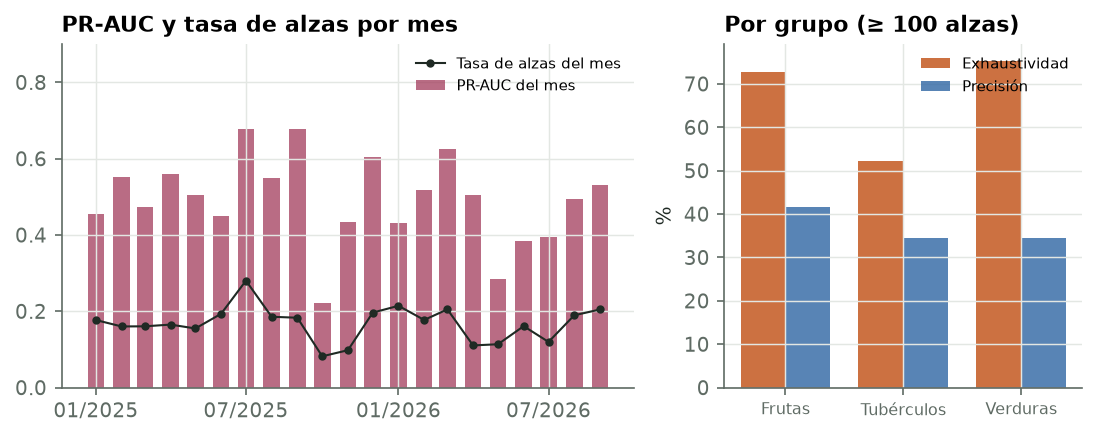 PR-AUC y tasa de alzas por mes
Tasa de alzas del mes
PR-AUC del mes
0.8
0.6
0.4
0.2
0.0
01/2025
07/2025
01/2026
07/2026
Por grupo (≥ 100 alzas)
Exhaustividad
Precisión
%
70
60
50
40
30
20
10
0
Frutas
Tubérculos
Verduras